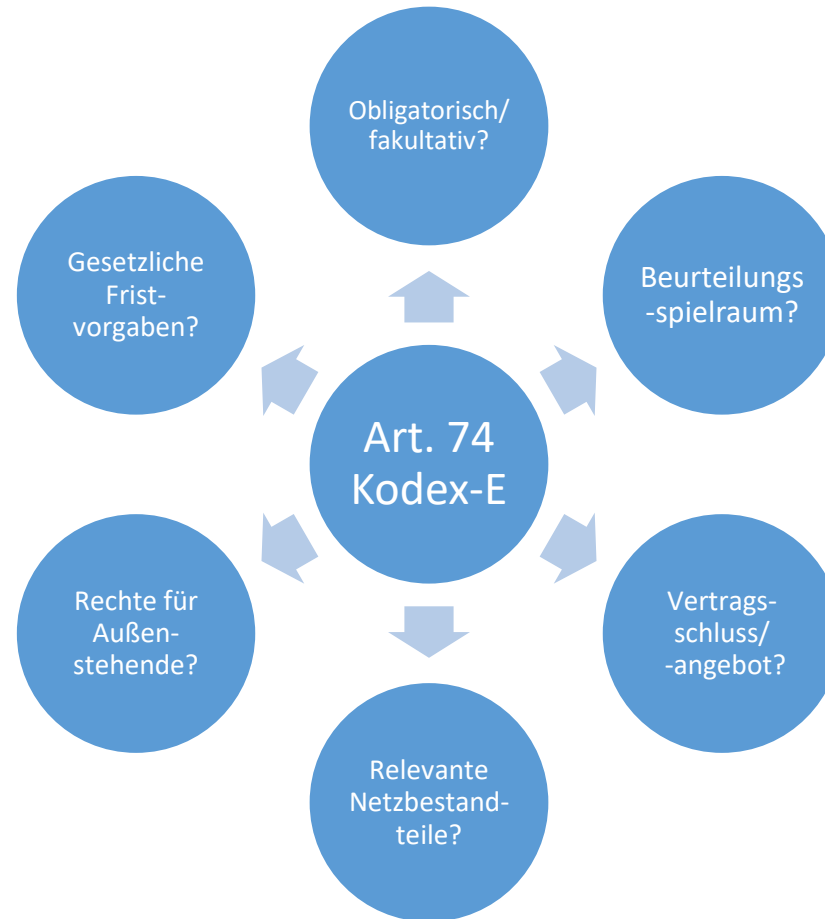 Obligatorisch/
fakultativ?
Gesetzliche
Frist-
vorgaben?
Beurteilungs
-spielraum?
Art. 74
Kodex-E
Rechte für
Außen-
stehende?
Vertrags-
schluss/
-angebot?
Relevante
Netzbestand-
teile?